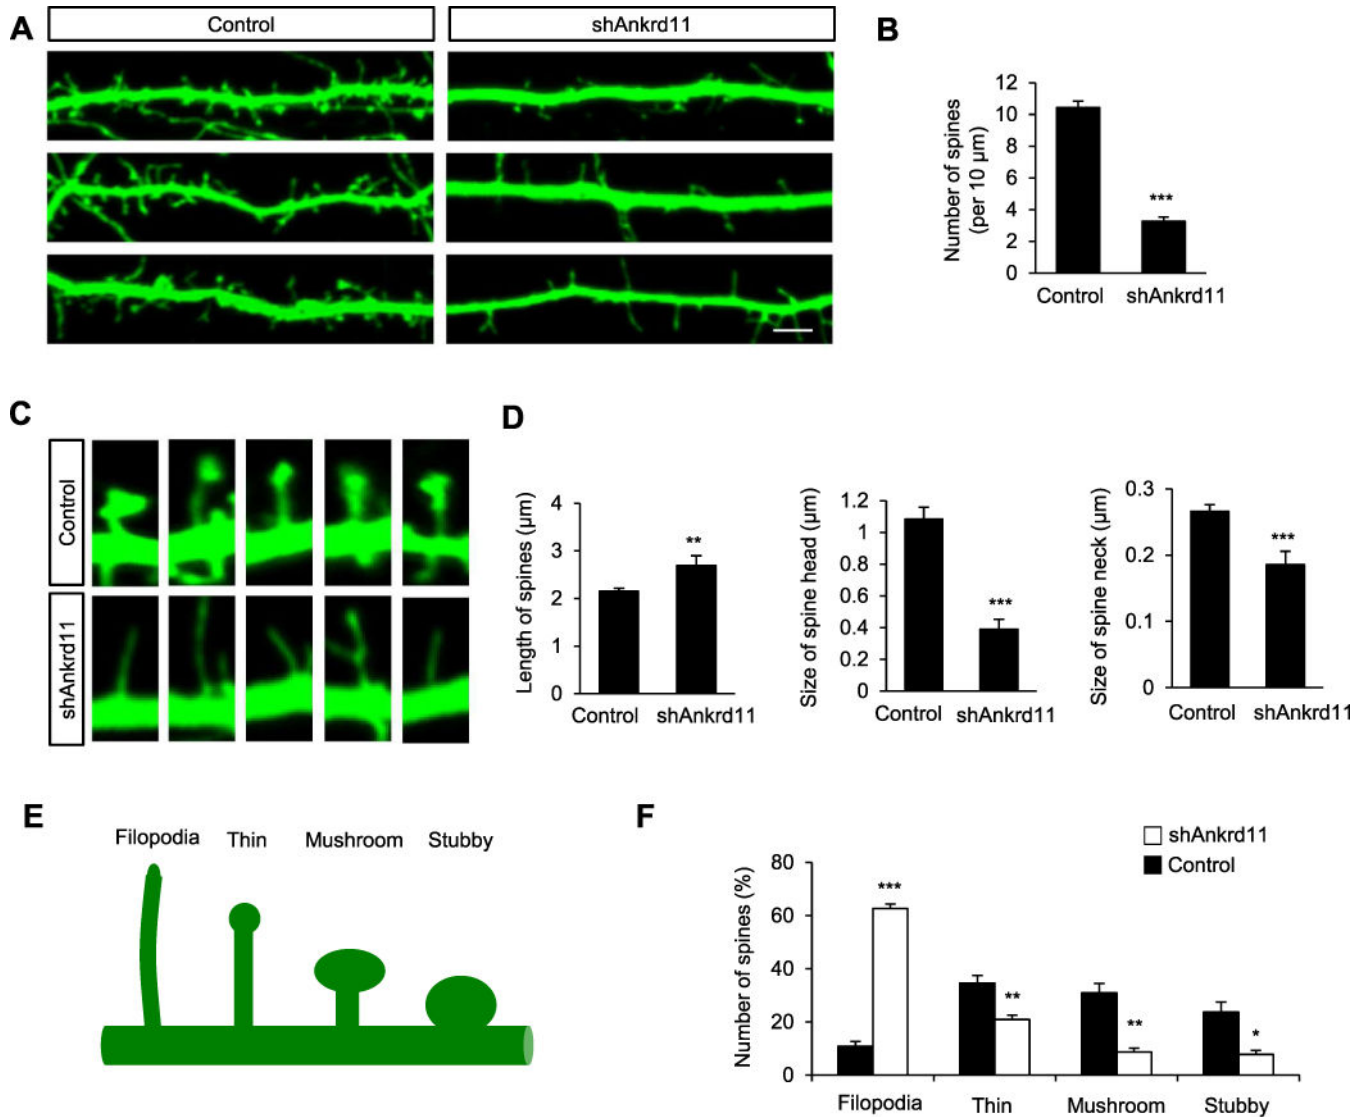 A
Control
shAnkrd11
B
Number of spines
(per 10 μm)
12
10
8
6
4
2
0
***
Control
shAnkrd11
C
Control
shAnkrd11
D
Length of spines (μm)
4
3
2
1
0
**
Control
shAnkrd11
Size of spine head (μm)
1.2
1
0.8
0.6
0.4
0.2
0
***
Control
shAnkrd11
Size of spine neck (μm)
0.3
0.2
0.1
0
***
Control
shAnkrd11
E
Filopodia
Thin
Mushroom
Stubby
F
shAnkrd11
Control
Number of spines (%)
80
60
40
20
0
***
**
**
*
Filopodia
Thin
Mushroom
Stubby